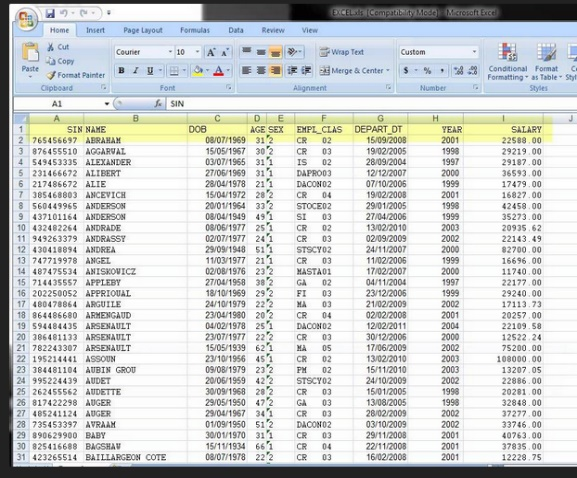 EXCEL.xls [Compatibility Mode] - Microsoft Excel
Home Insert Page Layout Formulas Data Review View
Cut
Copy
Format Painter
Paste
Courier 10
B I U
Wrap Text
Merge & Center
Custom
$ % ,
Conditional Formatting
Format as Table
Cell Styles
Clipboard Font Alignment Number Styles
A1 fx SIN
A B C D E F G H I J
1 SIN NAME DOB AGE SEX EMPL_CLAS DEPART_DT YEAR SALARY
2 765456697 ABRAHAM 08/07/1969 31 2 CR 02 15/09/2008 2001 22588.00
3 876455510 AGGARWAL 15/05/1967 30 2 CR 03 19/02/2005 1998 29219.00
4 549453335 ALEXANDER 03/07/1965 31 1 IS 02 28/04/2007 1999 29291.00
5 231466672 ALIBERT 27/06/1969 31 1 DAPRO03 12/12/2007 2000 36593.00
6 217486672 ALIE 28/04/1978 21 1 DACON02 07/10/2006 1999 17479.00
7 385468803 ANCEVICH 15/04/1972 28 2 CR 04 19/02/2008 2001 16827.00
8 560449965 ANDERSON 20/01/1964 33 2 STOCE02 29/01/2005 1998 42458.00
9 437101164 ANDERSON 08/04/1949 49 1 SI 03 27/04/2006 1999 35273.00
10 432482264 ANDRADE 08/06/1977 25 1 CR 02 13/02/2010 2003 20935.62
11 949263379 ANDRASSY 02/07/1977 24 1 CR 03 02/09/2009 2002 22143.49
12 430418894 ANDREA 29/09/1948 51 1 STSCY02 24/11/2007 2000 82700.00
13 747719978 ANGEL 11/03/1977 21 1 CR 03 11/02/2006 1999 16696.00
14 487475534 ANISKOWICZ 02/08/1976 23 2 MASTA01 17/02/2007 2000 11740.00
15 714435557 APPLEBY 27/04/1958 38 2 GA 02 04/11/2004 1997 22177.00
16 202250052 APPRIOUAL 18/10/1969 29 2 FI 03 23/12/2006 1999 29240.00
17 480478864 ARGUILE 24/10/1979 22 2 MA 03 21/02/2009 2002 17113.73
18 864486680 ARMENGAUD 23/04/1980 20 2 CR 04 02/02/2008 2001 20257.00
19 594484435 ARSENAULT 04/02/1978 25 1 DACON02 12/02/2011 2004 22109.58
20 386481133 ARSENAULT 23/07/1977 22 2 CR 03 30/12/2006 2000 12522.24
21 782243307 ARSENAULT 15/05/1939 62 1 MA 05 17/06/2009 2002 75200.00
22 195214441 ASSOUN 23/10/1956 45 2 CR 02 13/02/2010 2003 108000.00
23 384481104 AUBIN GROU 09/08/1979 23 2 PM 02 15/11/2010 2003 13207.05
24 995224439 AUDET 20/06/1959 42 2 STSCY02 24/10/2009 2002 22886.00
25 262455562 AUDETTE 30/09/1968 28 2 CR 03 15/01/2005 1998 20281.00
26 817422298 AUGER 29/05/1950 47 2 GA 03 13/08/2005 1998 32848.00
27 485241124 AUGER 29/04/1967 34 1 CR 03 28/02/2009 2002 37277.00
28 735453397 AVRAAM 01/09/1950 51 2 DACON02 03/10/2009 2002 33746.00
29 890629900 BABY 30/01/1970 31 1 CR 03 29/11/2008 2001 40763.00
30 825416688 BAGSHAW 15/11/1934 66 1 CR 04 22/11/2008 2001 37835.00
31 423265514 BAILLARGEON COTE 08/07/1978 22 2 CR 03 16/02/2008 2001 12228.75